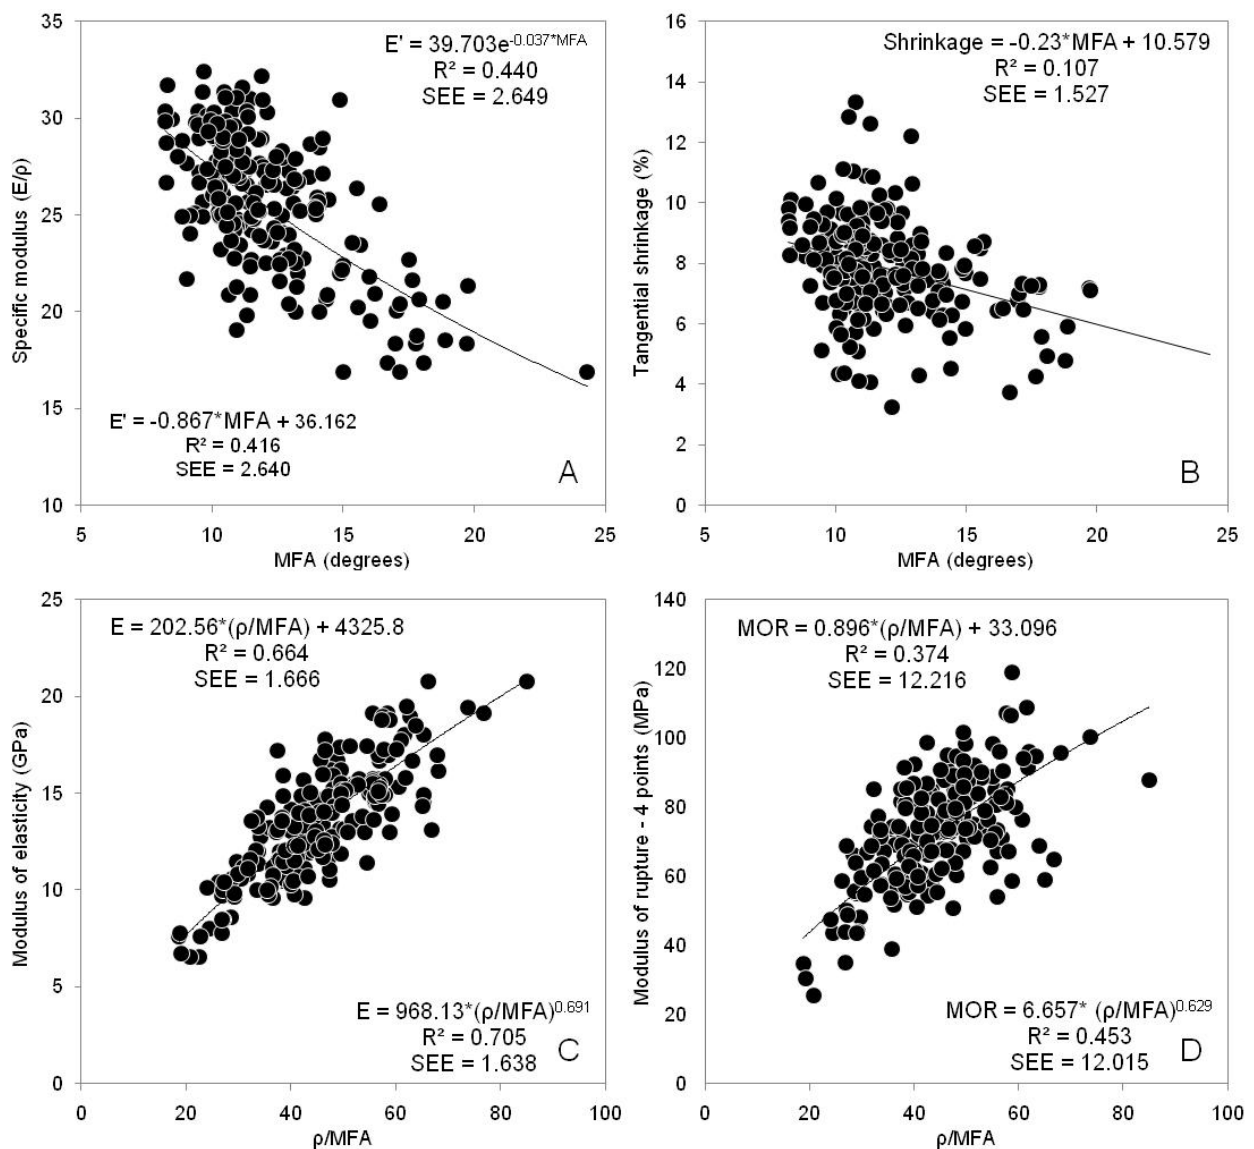 E' = 39.703e^-0.037*MFA
R² = 0.440
SEE = 2.649
Specific modulus (E/ρ)
35
30
25
20
15
10
E' = -0.867*MFA + 36.162
R² = 0.416
SEE = 2.640
A
5
10
15
20
25
MFA (degrees)
Shrinkage = -0.23*MFA + 10.579
R² = 0.107
SEE = 1.527
Tangential shrinkage (%)
16
14
12
10
8
6
4
2
0
B
5
10
15
20
25
MFA (degrees)
E = 202.56*(ρ/MFA) + 4325.8
R² = 0.664
SEE = 1.666
Modulus of elasticity (GPa)
25
20
15
10
5
0
E = 968.13*(ρ/MFA)^0.691
R² = 0.705
SEE = 1.638
C
0
20
40
60
80
100
ρ/MFA
MOR = 0.896*(ρ/MFA) + 33.096
R² = 0.374
SEE = 12.216
Modulus of rupture - 4 points (MPa)
140
120
100
80
60
40
20
0
MOR = 6.657* (ρ/MFA)^0.629
R² = 0.453
SEE = 12.015
D
0
20
40
60
80
100
ρ/MFA